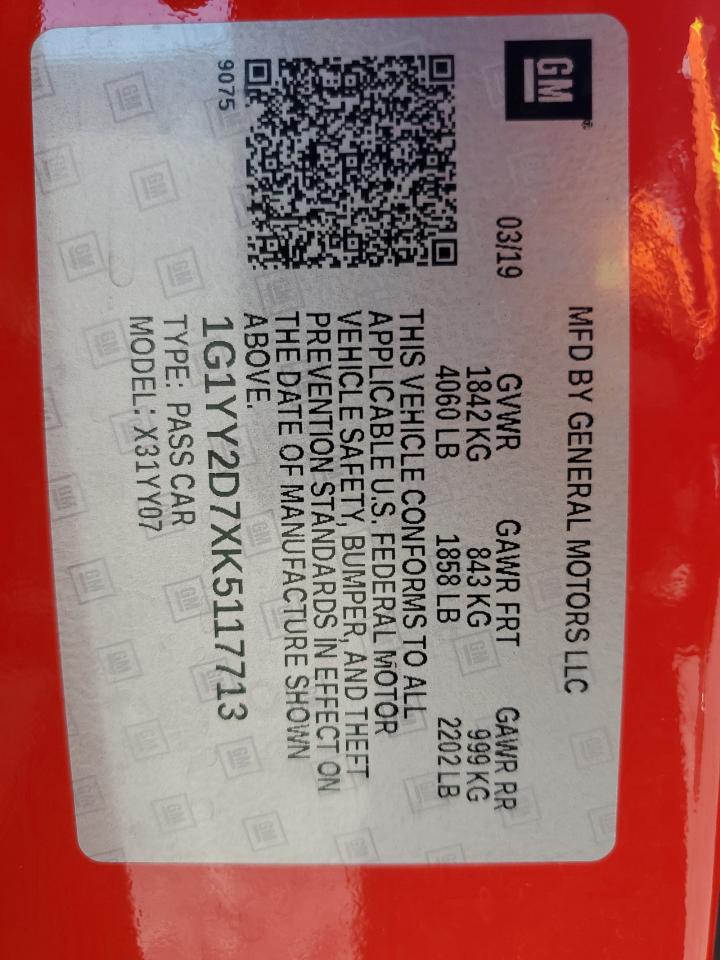 GM
MFD BY GENERAL MOTORS LLC
03/19 GVWR GAWR FRT GAWR RR
1842 KG 843 KG 999 KG
4060 LB 1858 LB 2202 LB
THIS VEHICLE CONFORMS TO ALL
APPLICABLE U.S. FEDERAL MOTOR
VEHICLE SAFETY, BUMPER, AND THEFT
PREVENTION STANDARDS IN EFFECT ON
THE DATE OF MANUFACTURE SHOWN
ABOVE.
9075
1G1YY2D7XK5117713
TYPE: PASS CAR
MODEL: X31YY07